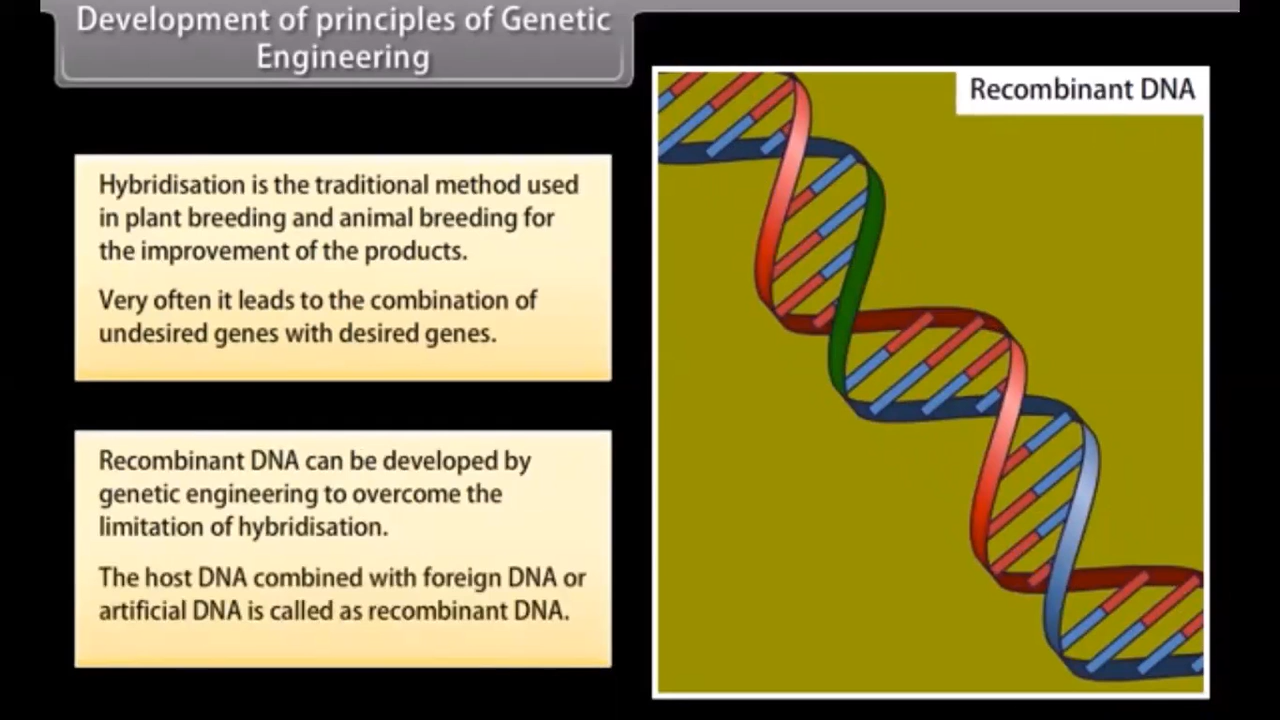 Development of principles of Genetic
Engineering
Recombinant DNA
Hybridisation is the traditional method used
in plant breeding and animal breeding for
the improvement of the products.
Very often it leads to the combination of
undesired genes with desired genes.
Recombinant DNA can be developed by
genetic engineering to overcome the
limitation of hybridisation.
The host DNA combined with foreign DNA or
artificial DNA is called as recombinant DNA.